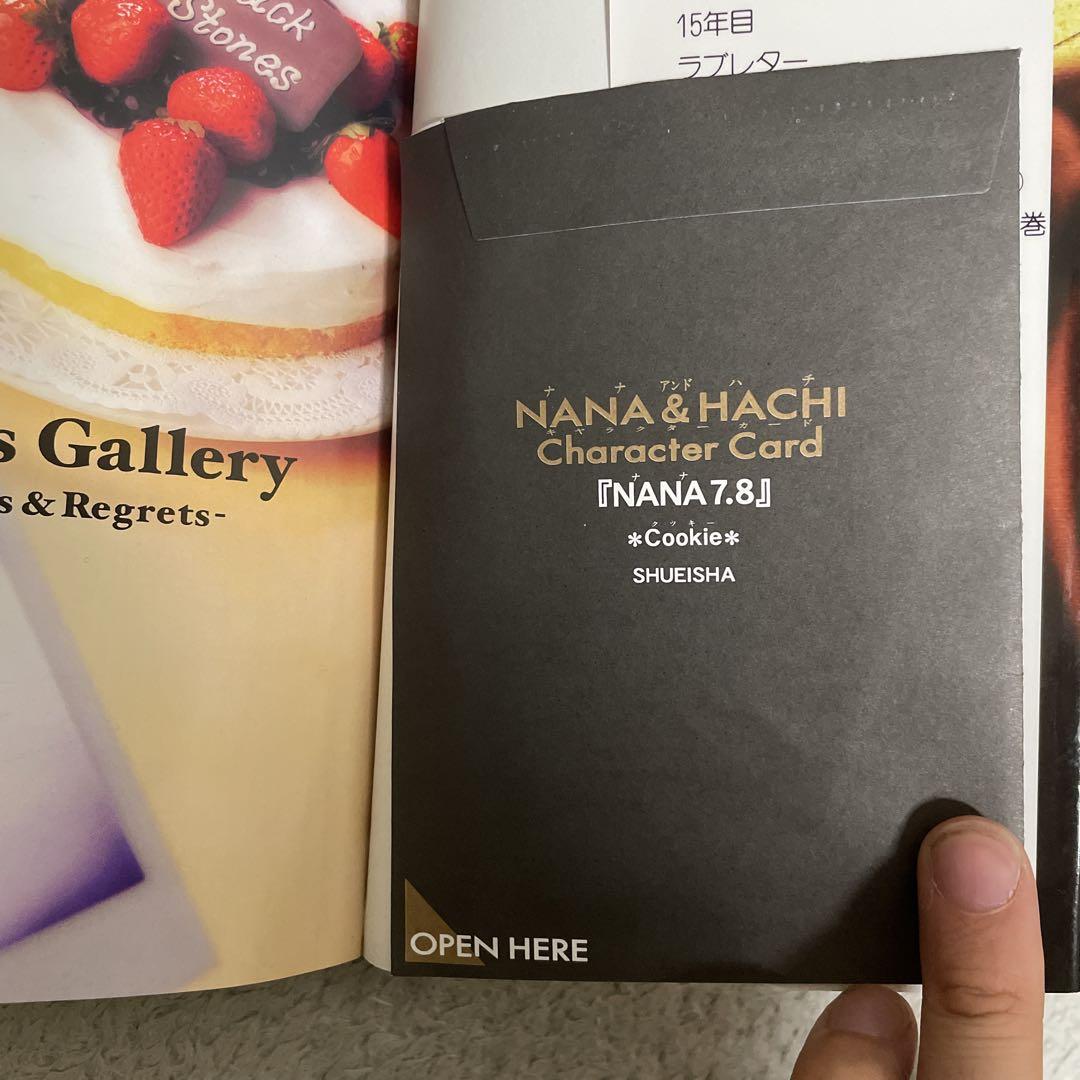 Stones
s Gallery
s & Regrets-
15年目
ラブレター
巻
ナ ナ アンド ハ チ
NANA & HACHI
キャラクターカード
Character Card
ナ ナ
『NANA 7.8』
クッキー
*Cookie*
SHUEISHA
OPEN HERE